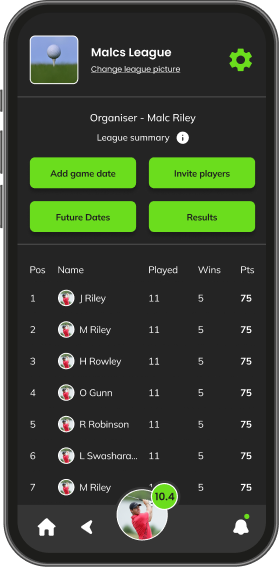 Malcs League
Change league picture
Organiser - Malc Riley
League summary i
Add game date Invite players
Future Dates Results
Pos Name Played Wins Pts
1 J Riley 11 5 75
2 M Riley 11 5 75
3 H Rowley 11 5 75
4 O Gunn 11 5 75
5 R Robinson 11 5 75
6 L Swashara... 11 5 75
7 M Riley 5 75
10.4